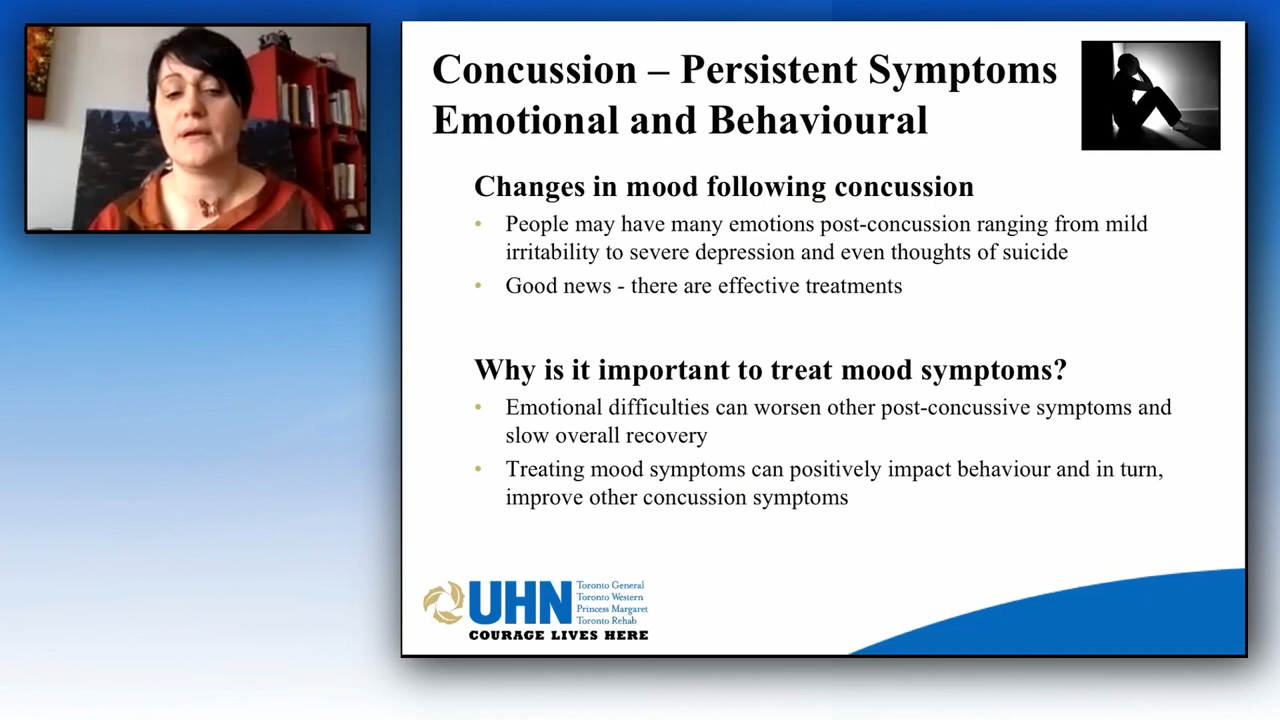 Concussion – Persistent Symptoms
Emotional and Behavioural
Changes in mood following concussion
• People may have many emotions post-concussion ranging from mild
irritability to severe depression and even thoughts of suicide
• Good news - there are effective treatments
Why is it important to treat mood symptoms?
• Emotional difficulties can worsen other post-concussive symptoms and
slow overall recovery
• Treating mood symptoms can positively impact behaviour and in turn,
improve other concussion symptoms
UHN
Toronto General
Toronto Western
Princess Margaret
Toronto Rehab
COURAGE LIVES HERE